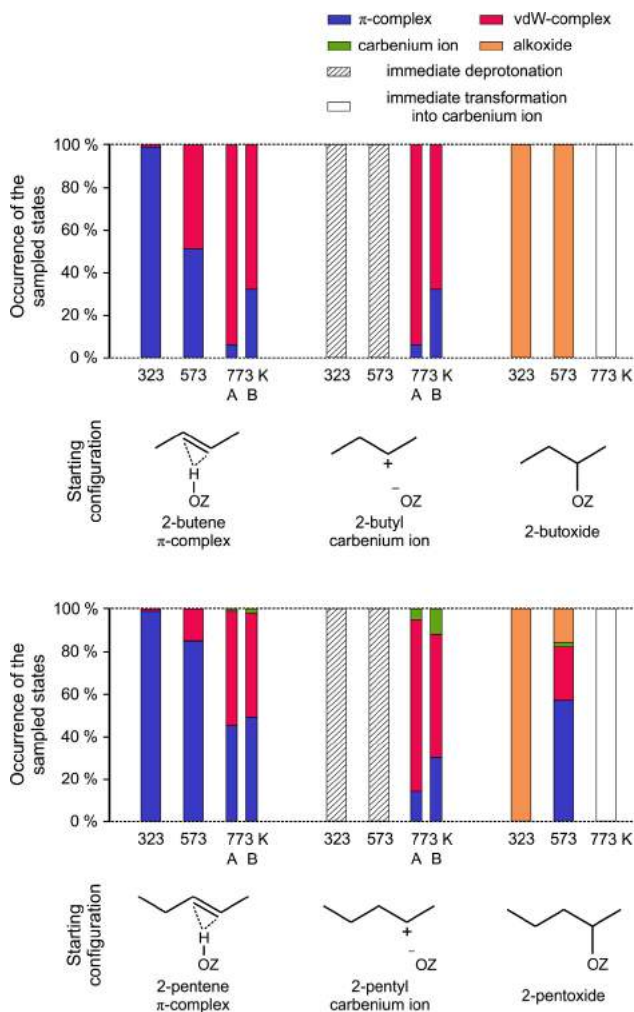 π-complex
vdW-complex
carbenium ion
alkoxide
immediate deprotonation
immediate transformation
into carbenium ion
Occurrence of the
sampled states
100 %
80 %
60 %
40 %
20 %
0 %
323 573 773 K
A B
323 573 773 K
A B
323 573 773 K
Starting
configuration
H
OZ
2-butene
π-complex
+
−
OZ
2-butyl
carbenium ion
OZ
2-butoxide
Occurrence of the
sampled states
100 %
80 %
60 %
40 %
20 %
0 %
323 573 773 K
A B
323 573 773 K
A B
323 573 773 K
Starting
configuration
H
OZ
2-pentene
π-complex
+
−
OZ
2-pentyl
carbenium ion
OZ
2-pentoxide